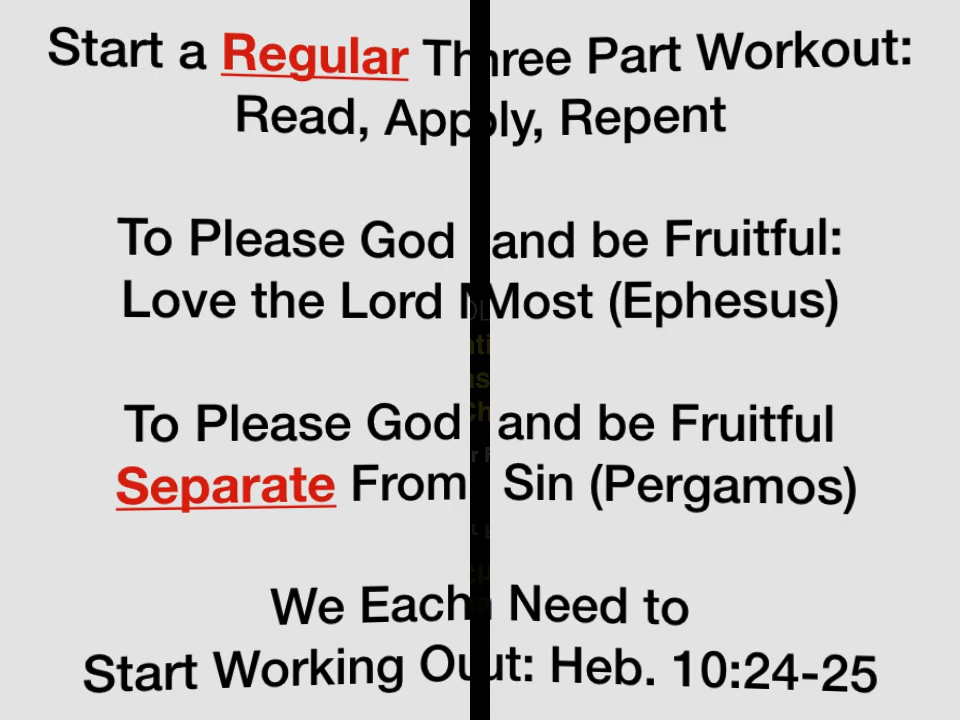 Start a Regular Three Part Workout:
Read, Apply, Repent
To Please God and be Fruitful:
Love the Lord Most (Ephesus)
To Please God and be Fruitful
Separate From Sin (Pergamos)
We Each Need to
Start Working Out: Heb. 10:24-25